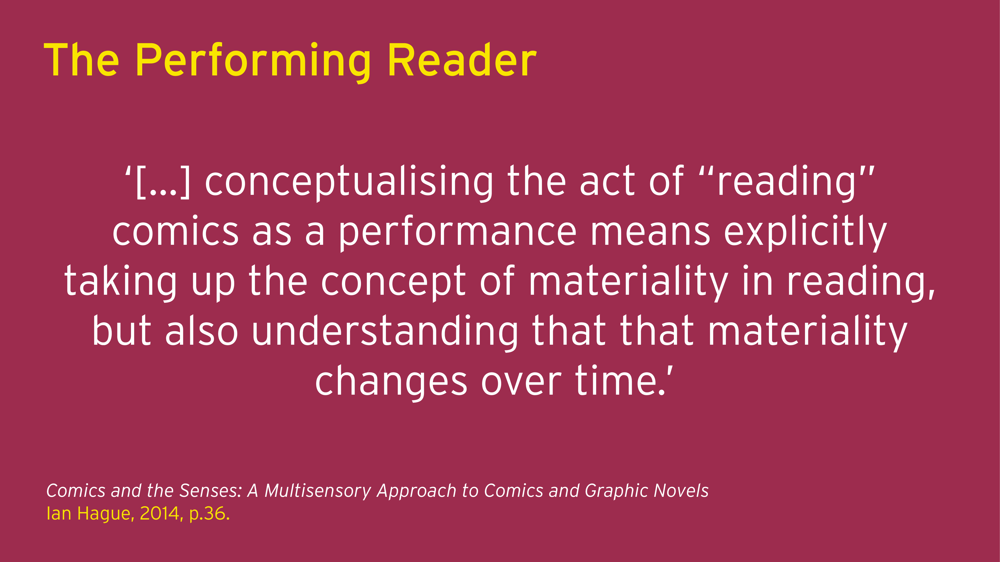 The Performing Reader
‘[...] conceptualising the act of “reading”
comics as a performance means explicitly
taking up the concept of materiality in reading,
but also understanding that that materiality
changes over time.’
Comics and the Senses: A Multisensory Approach to Comics and Graphic Novels
Ian Hague, 2014, p.36.